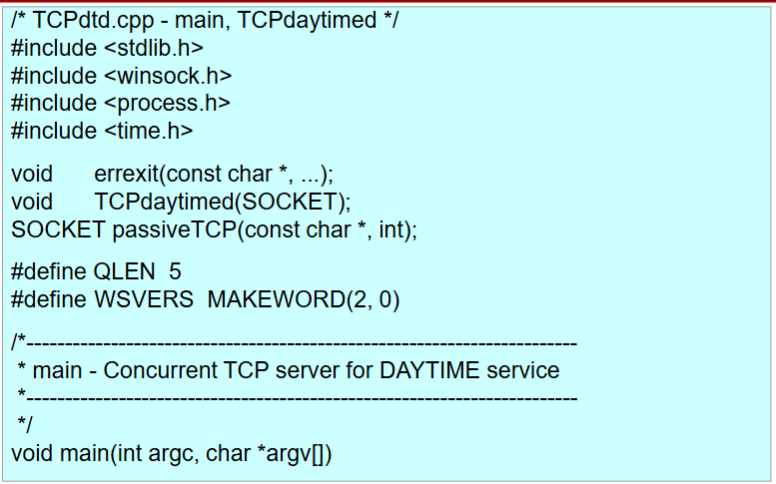 /* TCPdtd.cpp - main, TCPdaytimed */
#include <stdlib.h>
#include <winsock.h>
#include <process.h>
#include <time.h>
void errexit(const char *, ...);
void TCPdaytimed(SOCKET);
SOCKET passiveTCP(const char *, int);
#define QLEN 5
#define WSVERS MAKEWORD(2, 0)
/*------------------------------------------------------------------------
* main - Concurrent TCP server for DAYTIME service
*------------------------------------------------------------------------
*/
void main(int argc, char *argv[])